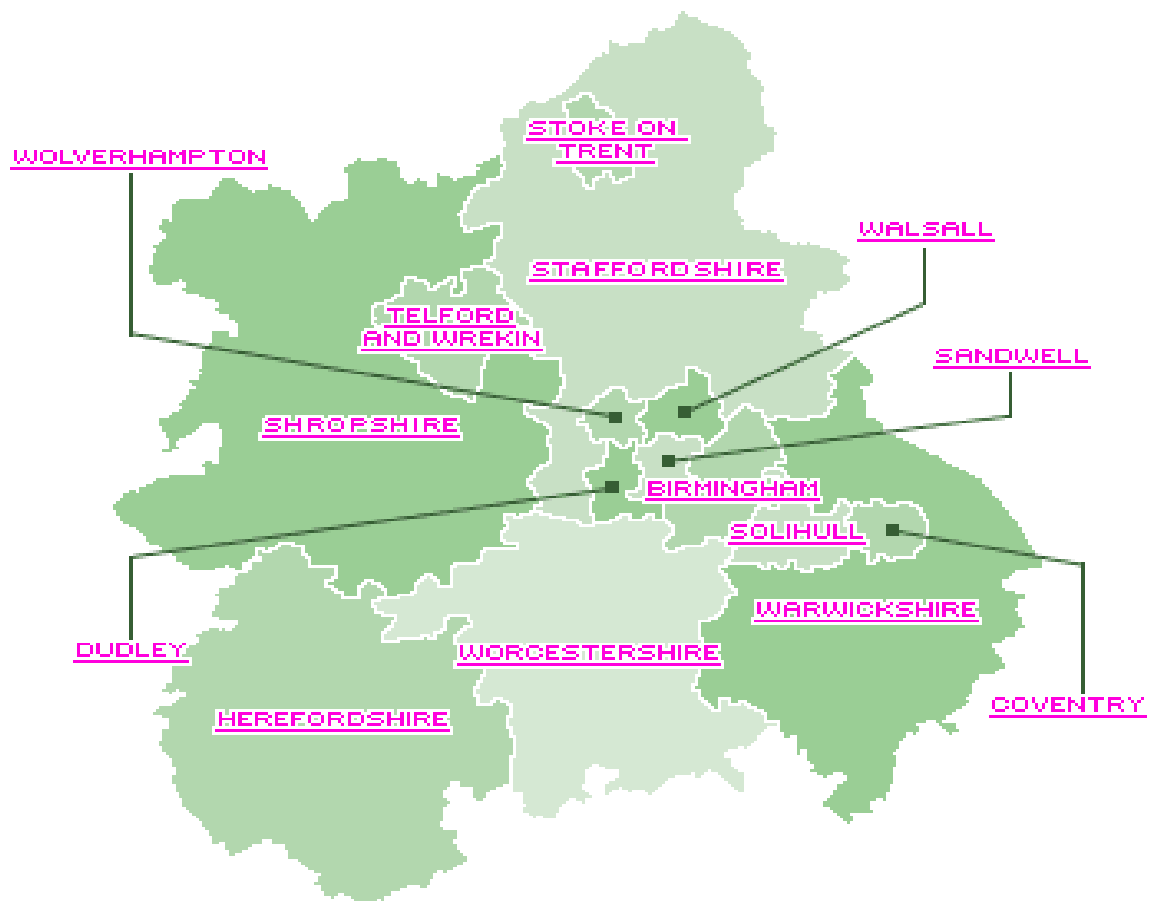 STOKE ON
TRENT
WOLVERHAMPTON
WALSALL
STAFFORDSHIRE
TELFORD
AND WREKIN
SANDWELL
SHROPSHIRE
BIRMINGHAM
SOLIHULL
WARWICKSHIRE
DUDLEY
WORCESTERSHIRE
COVENTRY
HEREFORDSHIRE